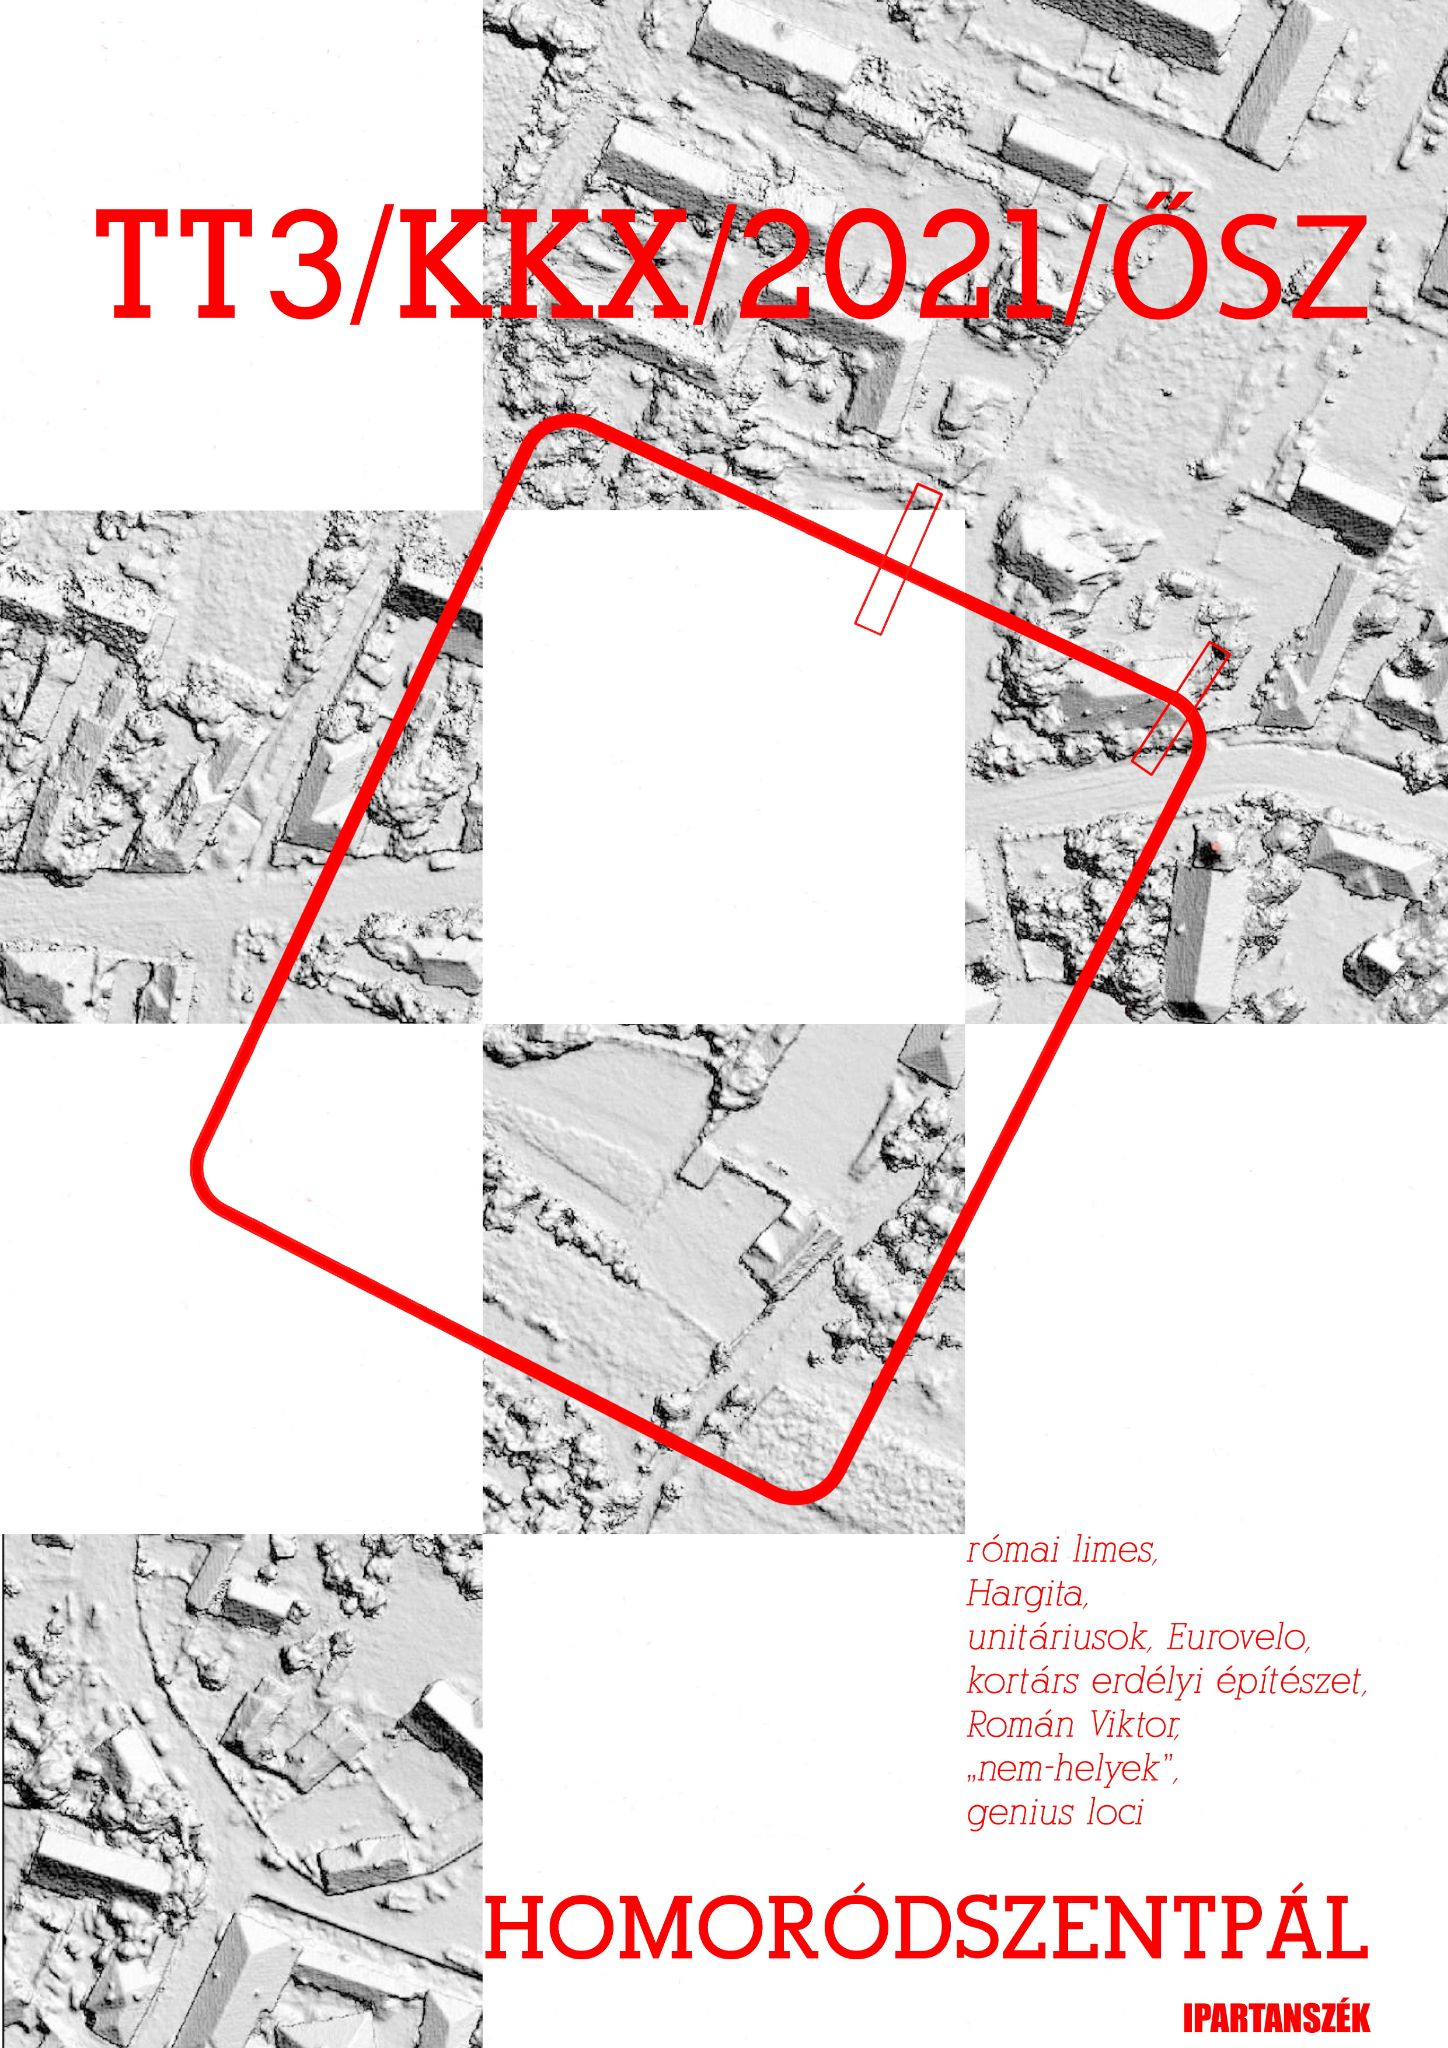 TT3/KKX/2021/ŐSZ
római limes,
Hargita,
unitáriusok, Eurovelo,
kortárs erdélyi építészet,
Román Viktor,
„nem-helyek”,
genius loci
HOMORÓDSZENTPÁL
IPARTANSZÉK